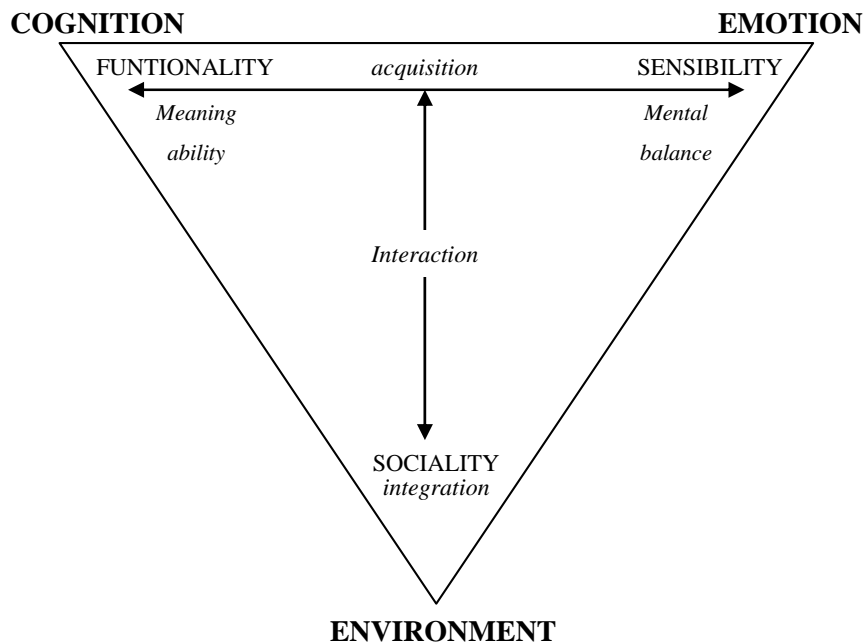 COGNITION EMOTION
FUNTIONALITY acquisition SENSIBILITY
Meaning Mental
ability balance
Interaction
SOCIALITY
integration
ENVIRONMENT